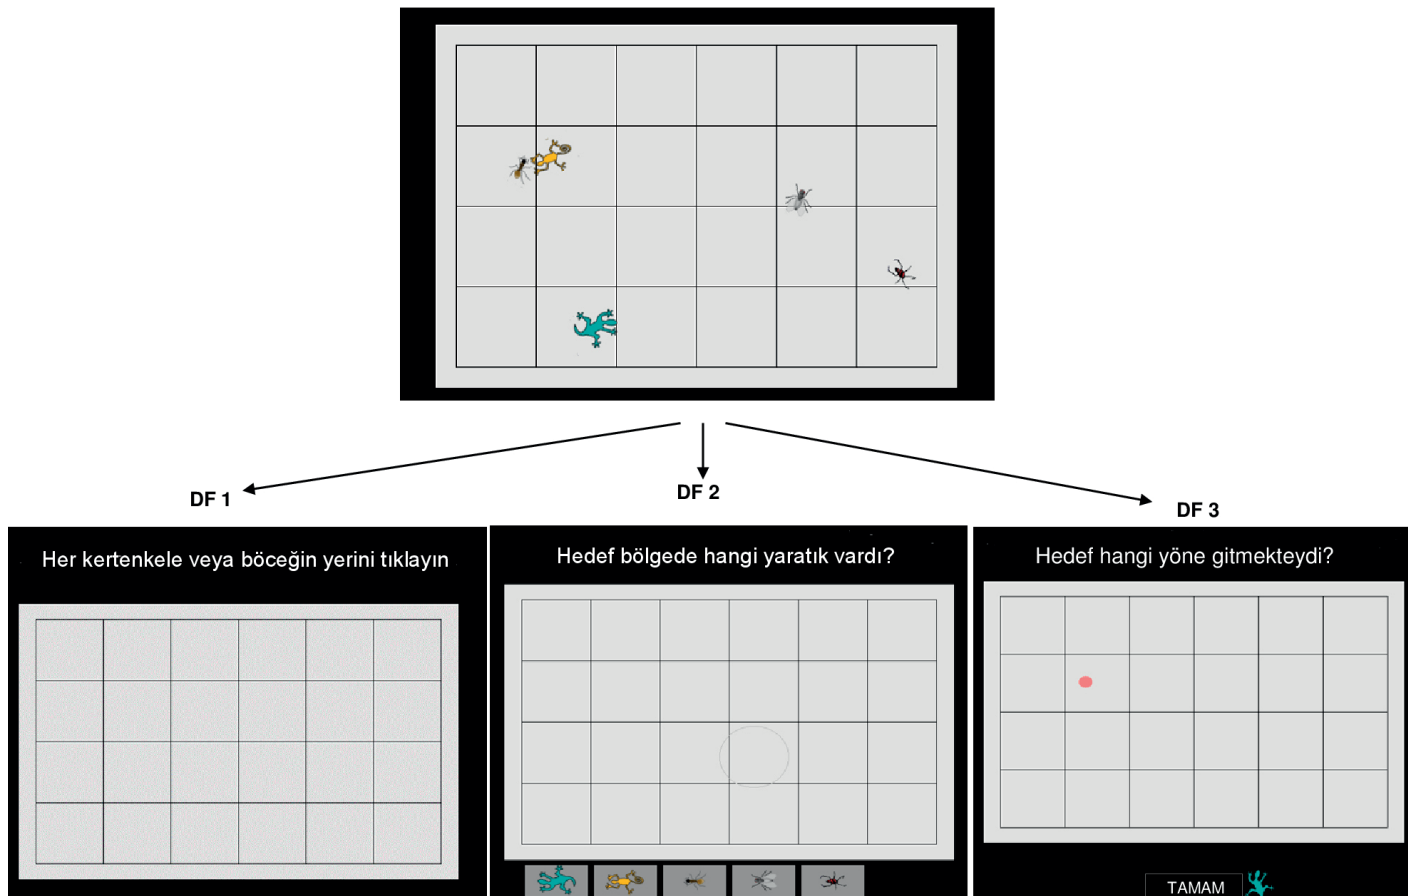 DF 1
DF 2
DF 3
Her kertenkele veya böceğin yerini tıklayın
Hedef bölgede hangi yaratık vardı?
Hedef hangi yöne gitmekteydi?
TAMAM